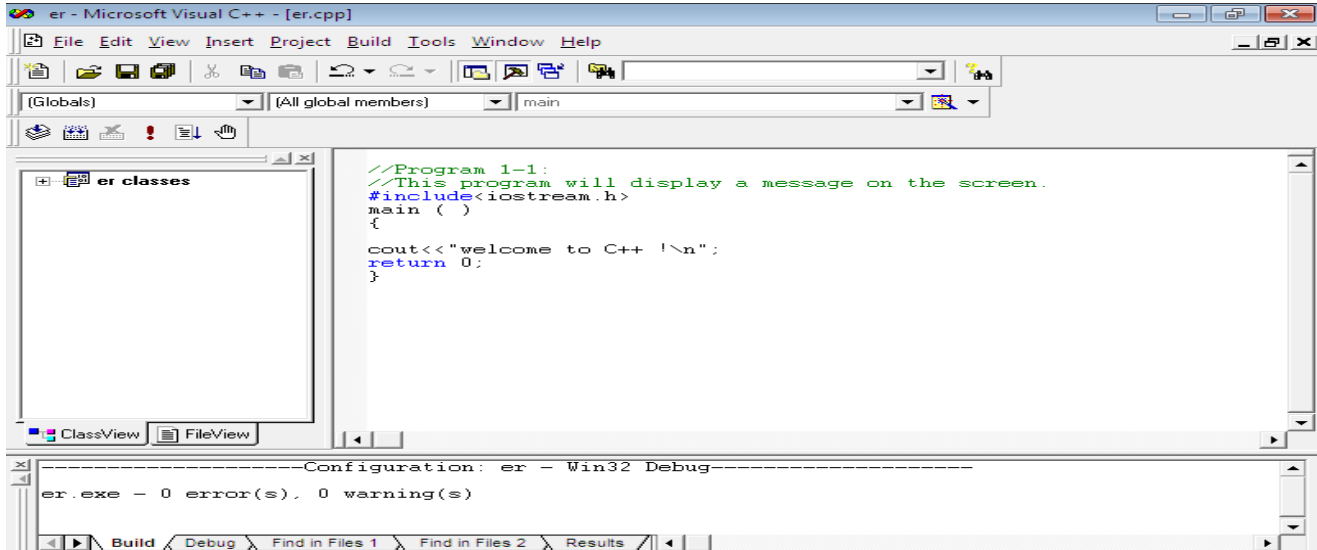 er - Microsoft Visual C++ - [er.cpp]
File Edit View Insert Project Build Tools Window Help
(Globals) (All global members) main
er classes
//Program 1-1:
//This program will display a message on the screen.
#include<iostream.h>
main ( )
{
cout<<"welcome to C++ !\n";
return 0;
}
ClassView FileView
--------------------Configuration: er - Win32 Debug--------------------
er.exe - 0 error(s), 0 warning(s)
Build Debug Find in Files 1 Find in Files 2 Results